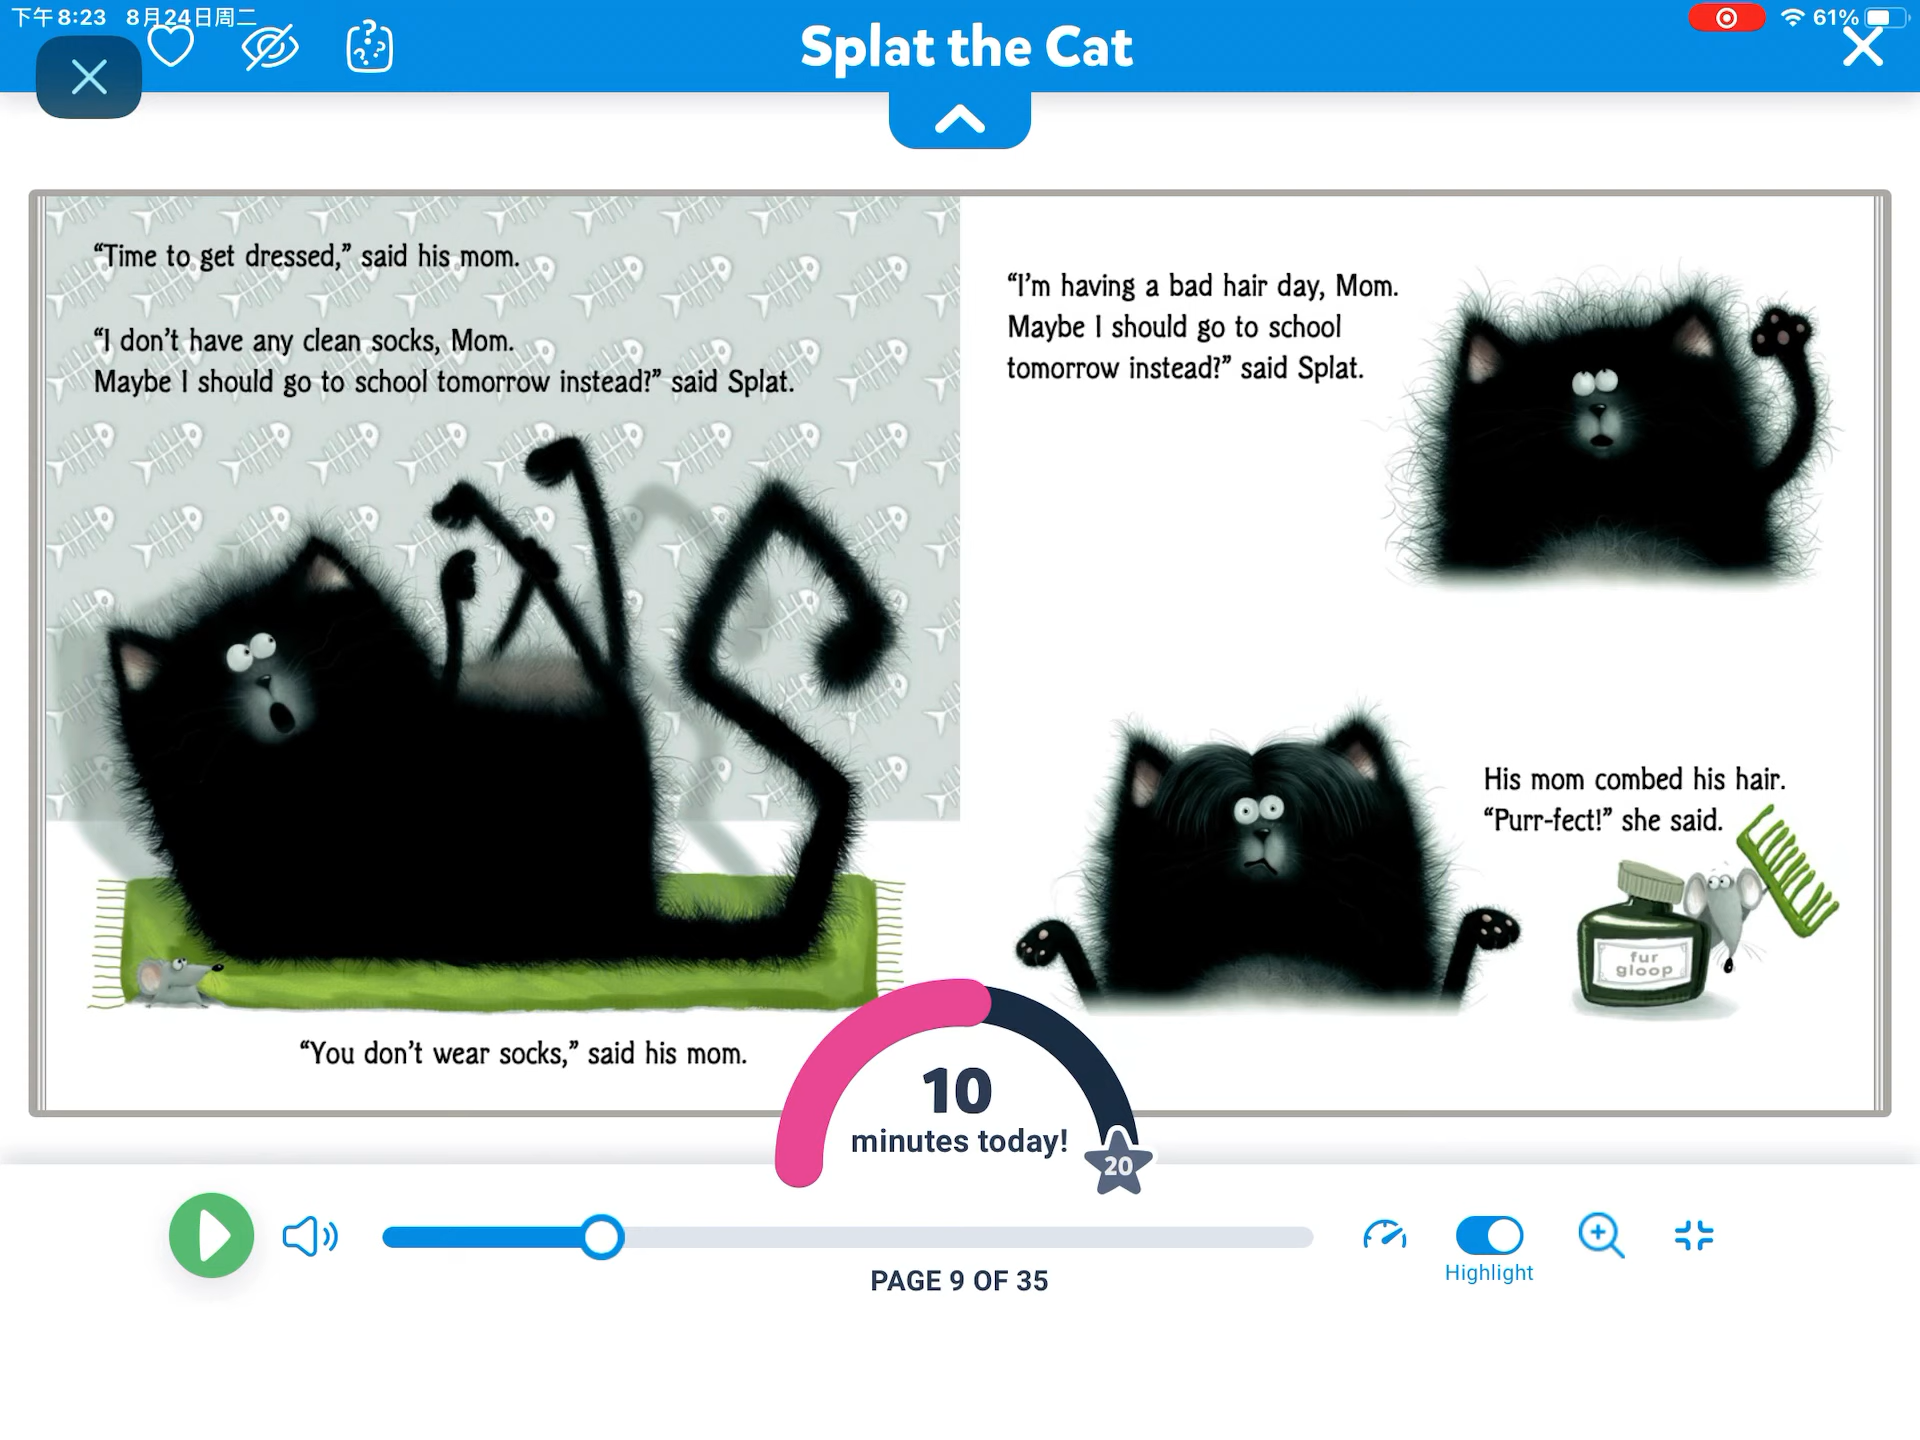 下午8:23 8月24日周二
61%
Splat the Cat
“Time to get dressed,” said his mom.
“I don’t have any clean socks, Mom.
Maybe I should go to school tomorrow instead?” said Splat.
“You don’t wear socks,” said his mom.
“I’m having a bad hair day, Mom.
Maybe I should go to school
tomorrow instead?” said Splat.
His mom combed his hair.
“Purr-fect!” she said.
fur
gloop
10
minutes today!
20
PAGE 9 OF 35
Highlight